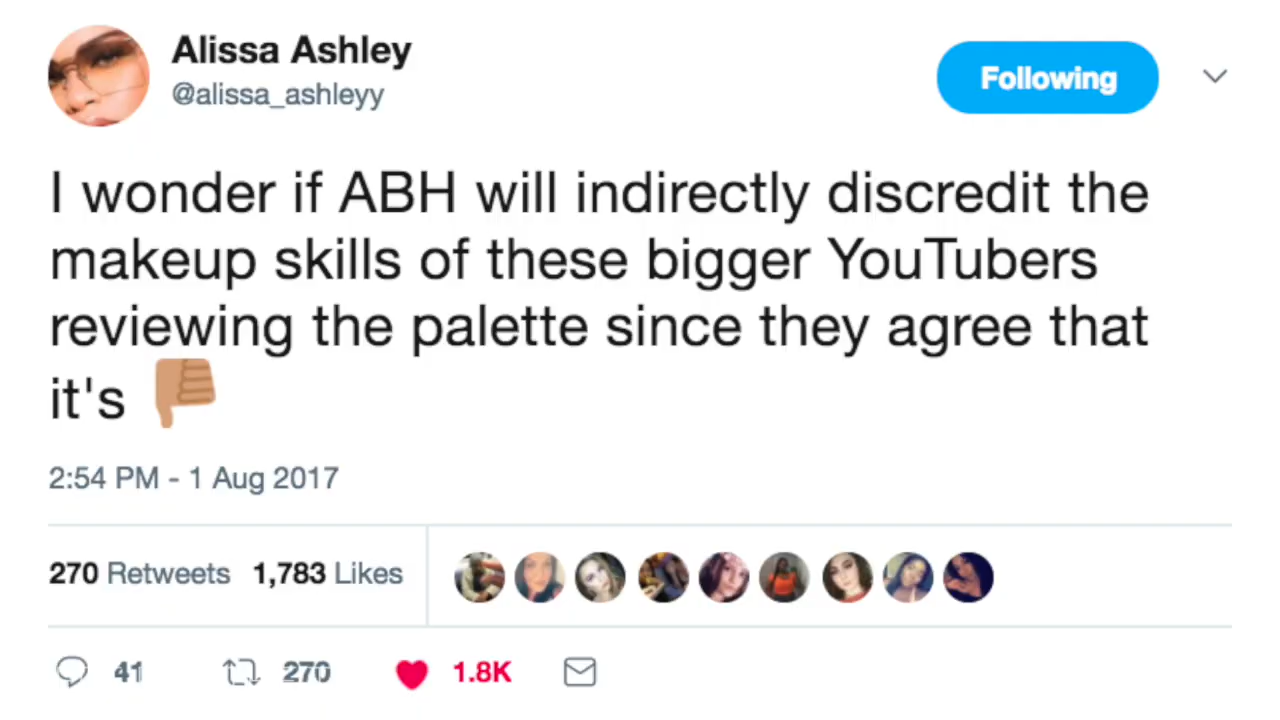 Alissa Ashley
@alissa_ashleyy
Following
I wonder if ABH will indirectly discredit the
makeup skills of these bigger YouTubers
reviewing the palette since they agree that
it's 👎🏽
2:54 PM - 1 Aug 2017
270 Retweets 1,783 Likes
41 270 1.8K